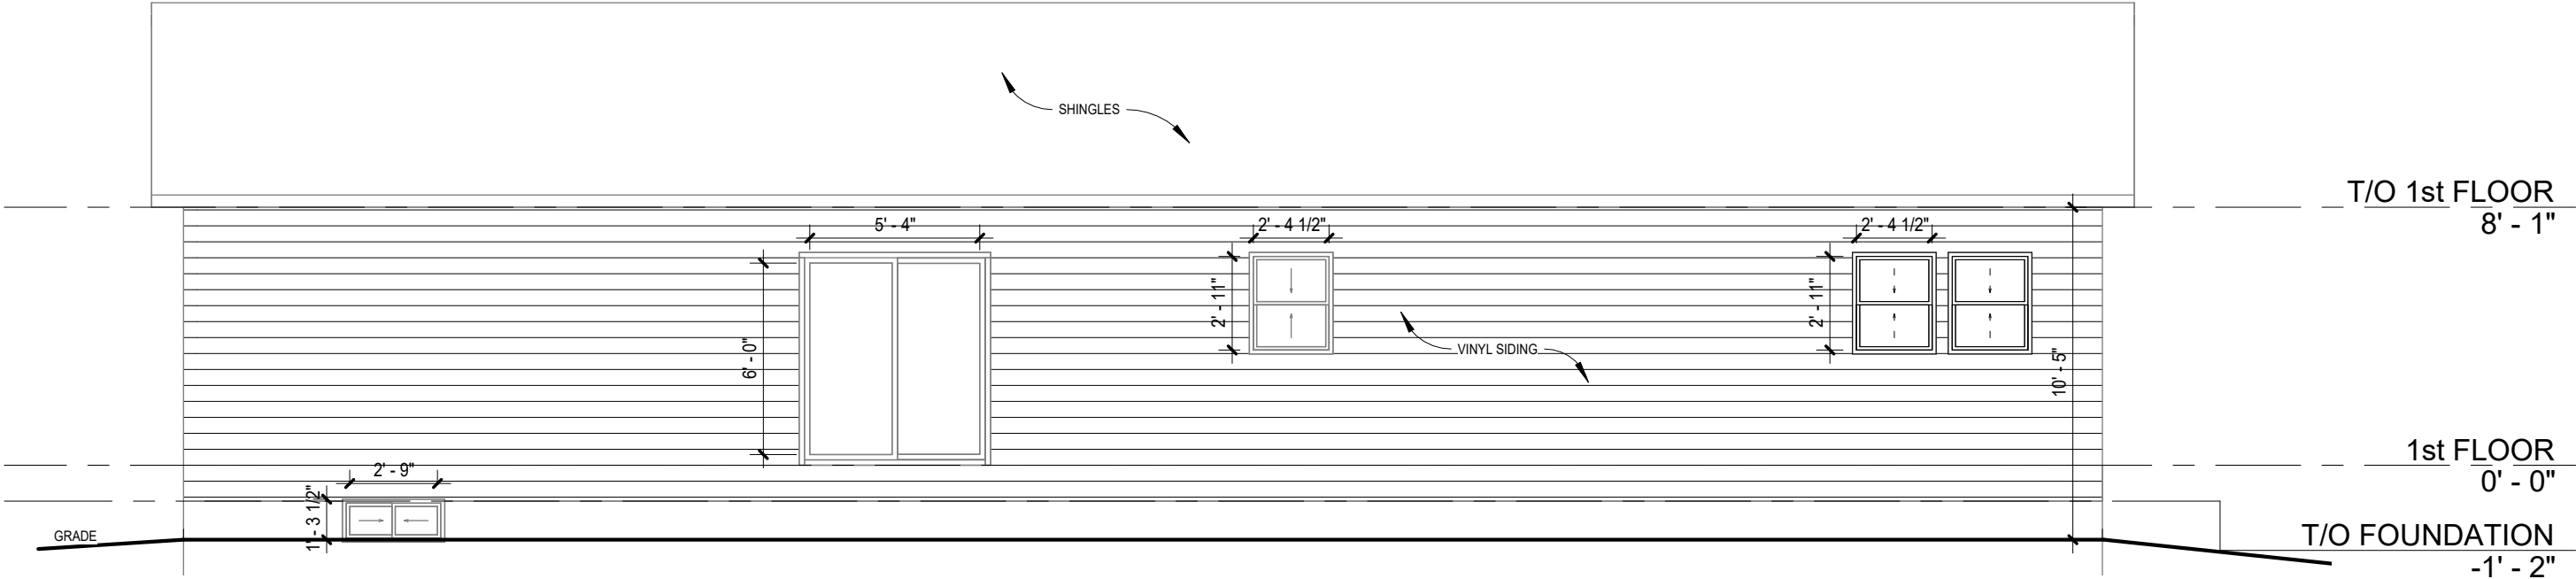 SHINGLES
T/O 1st FLOOR
8' - 1"
5' - 4"
2' - 4 1/2"
2' - 4 1/2"
2' - 11"
2' - 11"
6' - 0"
VINYL SIDING
10' - 5"
1st FLOOR
0' - 0"
2' - 9"
1' - 3 1/2"
GRADE
T/O FOUNDATION
-1' - 2"